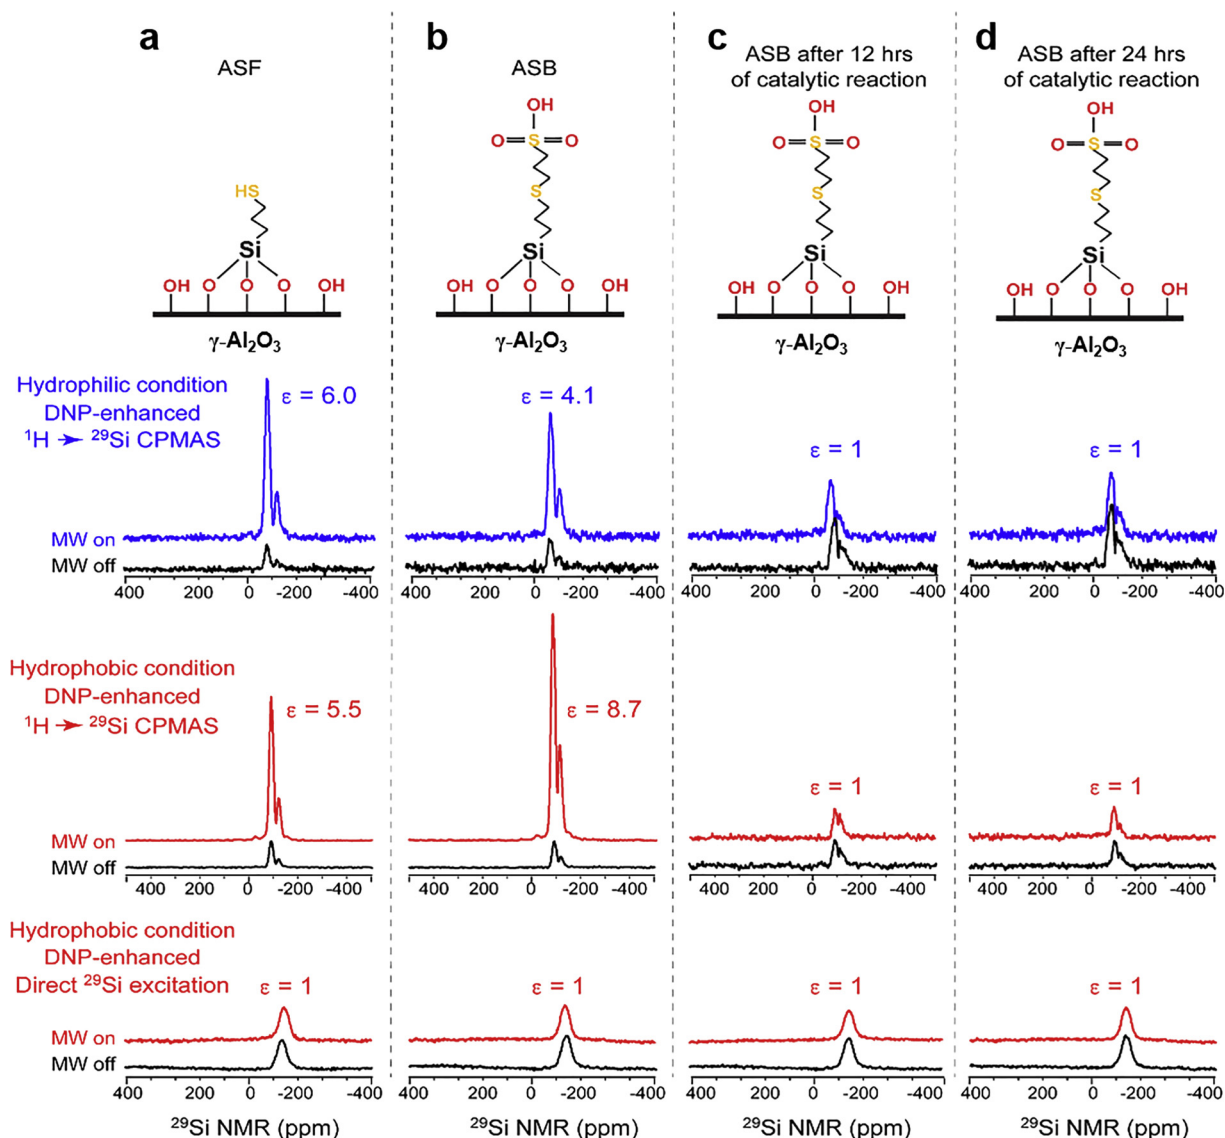 a
ASF
HS
Si
OH O O O OH
γ-Al2O3
b
ASB
OH
O=S=O
S
Si
OH O O O OH
γ-Al2O3
c
ASB after 12 hrs
of catalytic reaction
OH
O=S=O
S
Si
OH O O O OH
γ-Al2O3
d
ASB after 24 hrs
of catalytic reaction
OH
O=S=O
S
Si
OH O O O OH
γ-Al2O3
Hydrophilic condition
DNP-enhanced
1H → 29Si CPMAS
MW on
MW off
ε = 6.0
400 200 0 -200 -400
ε = 4.1
400 200 0 -200 -400
ε = 1
400 200 0 -200 -400
ε = 1
400 200 0 -200 -400
Hydrophobic condition
DNP-enhanced
1H → 29Si CPMAS
MW on
MW off
ε = 5.5
400 200 0 -200 -400
ε = 8.7
400 200 0 -200 -400
ε = 1
400 200 0 -200 -400
ε = 1
400 200 0 -200 -400
Hydrophobic condition
DNP-enhanced
Direct 29Si excitation
MW on
MW off
ε = 1
400 200 0 -200 -400
29Si NMR (ppm)
ε = 1
400 200 0 -200 -400
29Si NMR (ppm)
ε = 1
400 200 0 -200 -400
29Si NMR (ppm)
ε = 1
400 200 0 -200 -400
29Si NMR (ppm)